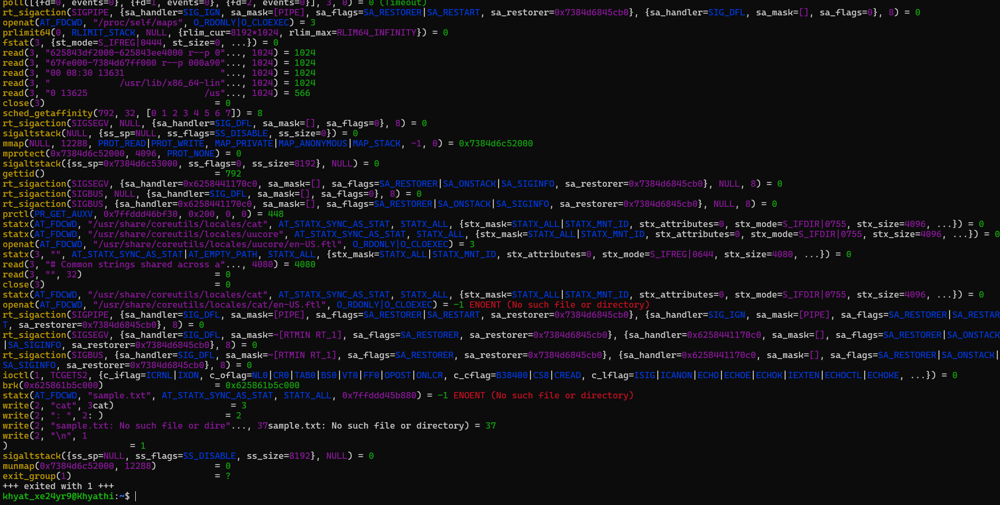 poll([{fd=0, events=0}, {fd=1, events=0}, {fd=2, events=0}], 3, 0) = 0 (Timeout)
rt_sigaction(SIGPIPE, {sa_handler=SIG_IGN, sa_mask=[PIPE], sa_flags=SA_RESTORER|SA_RESTART, sa_restorer=0x7384d6845cb0}, {sa_handler=SIG_DFL, sa_mask=[], sa_flags=0}, 8) = 0
openat(AT_FDCWD, "/proc/self/maps", O_RDONLY|O_CLOEXEC) = 3
prlimit64(0, RLIMIT_STACK, NULL, {rlim_cur=8192*1024, rlim_max=RLIM64_INFINITY}) = 0
fstat(3, {st_mode=S_IFREG|0444, st_size=0, ...}) = 0
read(3, "625843df2000-625843ee4000 r--p 0"..., 1024) = 1024
read(3, "67fe000-7384d67ff000 r--p 000a90"..., 1024) = 1024
read(3, "00 08:30 13631                  "..., 1024) = 1024
read(3, "             /usr/lib/x86_64-lin"..., 1024) = 1024
read(3, "0 13625                      /us"..., 1024) = 566
close(3)                                = 0
sched_getaffinity(792, 32, [0 1 2 3 4 5 6 7]) = 8
rt_sigaction(SIGSEGV, NULL, {sa_handler=SIG_DFL, sa_mask=[], sa_flags=0}, 8) = 0
sigaltstack(NULL, {ss_sp=NULL, ss_flags=SS_DISABLE, ss_size=0}) = 0
mmap(NULL, 12288, PROT_READ|PROT_WRITE, MAP_PRIVATE|MAP_ANONYMOUS|MAP_STACK, -1, 0) = 0x7384d6c52000
mprotect(0x7384d6c52000, 4096, PROT_NONE) = 0
sigaltstack({ss_sp=0x7384d6c53000, ss_flags=0, ss_size=8192}, NULL) = 0
gettid()                                = 792
rt_sigaction(SIGSEGV, {sa_handler=0x6258441170c0, sa_mask=[], sa_flags=SA_RESTORER|SA_ONSTACK|SA_SIGINFO, sa_restorer=0x7384d6845cb0}, NULL, 8) = 0
rt_sigaction(SIGBUS, NULL, {sa_handler=SIG_DFL, sa_mask=[], sa_flags=0}, 8) = 0
rt_sigaction(SIGBUS, {sa_handler=0x6258441170c0, sa_mask=[], sa_flags=SA_RESTORER|SA_ONSTACK|SA_SIGINFO, sa_restorer=0x7384d6845cb0}, NULL, 8) = 0
prctl(PR_GET_AUXV, 0x7ffddd46bf30, 0x200, 0, 0) = 448
statx(AT_FDCWD, "/usr/share/coreutils/locales/cat", AT_STATX_SYNC_AS_STAT, STATX_ALL, {stx_mask=STATX_ALL|STATX_MNT_ID, stx_attributes=0, stx_mode=S_IFDIR|0755, stx_size=4096, ...}) = 0
statx(AT_FDCWD, "/usr/share/coreutils/locales/uucore", AT_STATX_SYNC_AS_STAT, STATX_ALL, {stx_mask=STATX_ALL|STATX_MNT_ID, stx_attributes=0, stx_mode=S_IFDIR|0755, stx_size=4096, ...}) = 0
openat(AT_FDCWD, "/usr/share/coreutils/locales/uucore/en-US.ftl", O_RDONLY|O_CLOEXEC) = 3
statx(3, "", AT_STATX_SYNC_AS_STAT|AT_EMPTY_PATH, STATX_ALL, {stx_mask=STATX_ALL|STATX_MNT_ID, stx_attributes=0, stx_mode=S_IFREG|0644, stx_size=4080, ...}) = 0
read(3, "# Common strings shared across a"..., 4080) = 4080
read(3, "", 32)                         = 0
close(3)                                = 0
statx(AT_FDCWD, "/usr/share/coreutils/locales/cat", AT_STATX_SYNC_AS_STAT, STATX_ALL, {stx_mask=STATX_ALL|STATX_MNT_ID, stx_attributes=0, stx_mode=S_IFDIR|0755, stx_size=4096, ...}) = 0
openat(AT_FDCWD, "/usr/share/coreutils/locales/cat/en-US.ftl", O_RDONLY|O_CLOEXEC) = -1 ENOENT (No such file or directory)
rt_sigaction(SIGPIPE, {sa_handler=SIG_DFL, sa_mask=[PIPE], sa_flags=SA_RESTORER|SA_RESTART, sa_restorer=0x7384d6845cb0}, {sa_handler=SIG_IGN, sa_mask=[PIPE], sa_flags=SA_RESTORER|SA_RESTAR
T, sa_restorer=0x7384d6845cb0}, 8) = 0
rt_sigaction(SIGSEGV, {sa_handler=SIG_DFL, sa_mask=~[RTMIN RT_1], sa_flags=SA_RESTORER, sa_restorer=0x7384d6845cb0}, {sa_handler=0x6258441170c0, sa_mask=[], sa_flags=SA_RESTORER|SA_ONSTACK
|SA_SIGINFO, sa_restorer=0x7384d6845cb0}, 8) = 0
rt_sigaction(SIGBUS, {sa_handler=SIG_DFL, sa_mask=~[RTMIN RT_1], sa_flags=SA_RESTORER, sa_restorer=0x7384d6845cb0}, {sa_handler=0x6258441170c0, sa_mask=[], sa_flags=SA_RESTORER|SA_ONSTACK|
SA_SIGINFO, sa_restorer=0x7384d6845cb0}, 8) = 0
ioctl(1, TCGETS2, {c_iflag=ICRNL|IXON, c_oflag=NL0|CR0|TAB0|BS0|VT0|FF0|OPOST|ONLCR, c_cflag=B38400|CS8|CREAD, c_lflag=ISIG|ICANON|ECHO|ECHOE|ECHOK|IEXTEN|ECHOCTL|ECHOKE, ...}) = 0
brk(0x625861b5c000)                     = 0x625861b5c000
statx(AT_FDCWD, "sample.txt", AT_STATX_SYNC_AS_STAT, STATX_ALL, 0x7ffddd45b880) = -1 ENOENT (No such file or directory)
write(2, "cat", 3cat)                      = 3
write(2, ": ", 2: )                       = 2
write(2, "sample.txt: No such file or dire"..., 37sample.txt: No such file or directory) = 37
write(2, "\n", 1
)                       = 1
sigaltstack({ss_sp=NULL, ss_flags=SS_DISABLE, ss_size=8192}, NULL) = 0
munmap(0x7384d6c52000, 12288)           = 0
exit_group(1)                           = ?
+++ exited with 1 +++
khyat_xe24yr9@Khyathi:~$